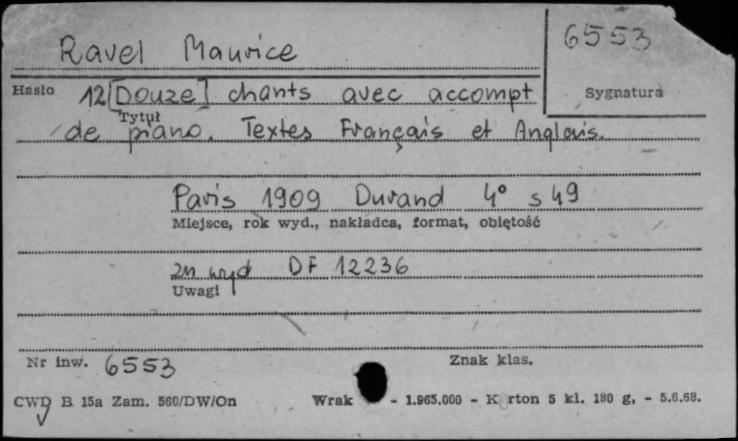 Ravel Maurice
6553
Hasło 12 [Douze] chants avec accompt
Sygnatura
Tytuł
de piano. Textes Français et Anglais.
Paris 1909 Durand 4° s 49
Miejsce, rok wyd., nakładca, format, obiętość
zn wyd DF 12236
Uwagi
Nr inw. 6553
Znak klas.
CWD B 15a Zam. 560/DW/On Wrak - 1.965.000 - K rton 5 kl. 180 g, - 5.6.68.